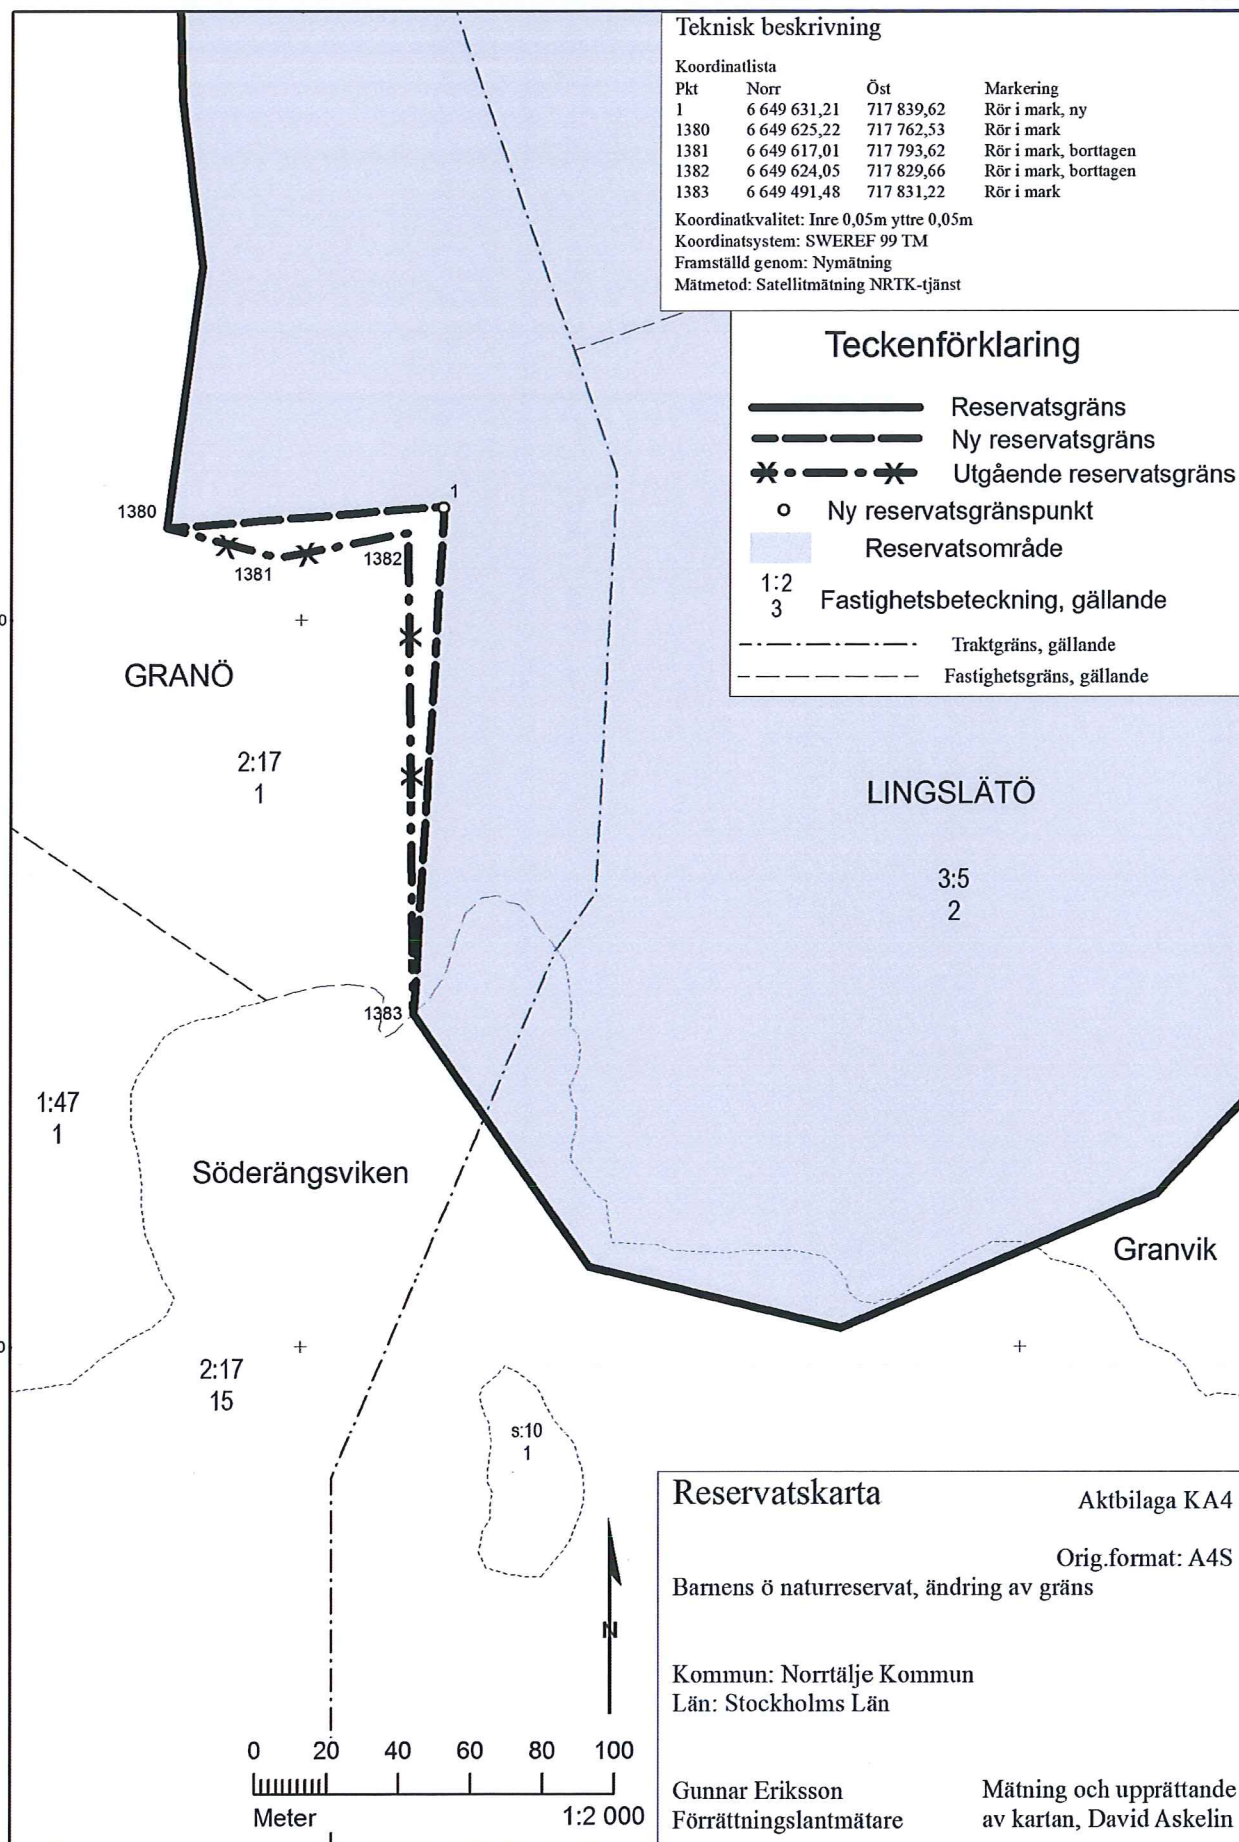 Teknisk beskrivning
Koordinatlista
Pkt Norr Öst Markering
1 6 649 631,21 717 839,62 Rör i mark, ny
1380 6 649 625,22 717 762,53 Rör i mark
1381 6 649 617,01 717 793,62 Rör i mark, borttagen
1382 6 649 624,05 717 829,66 Rör i mark, borttagen
1383 6 649 491,48 717 831,22 Rör i mark
Koordinatkvalitet: Inre 0,05m yttre 0,05m
Koordinatsystem: SWEREF 99 TM
Framställd genom: Nymätning
Mätmetod: Satellitmätning NRTK-tjänst
Teckenförklaring
Reservatsgräns
Ny reservatsgräns
Utgående reservatsgräns
Ny reservatsgränspunkt
Reservatsområde
1:2
3
Fastighetsbeteckning, gällande
Traktgräns, gällande
Fastighetsgräns, gällande
1
1380
1381
1382
0
GRANÖ
2:17
1
LINGSLÄTÖ
3:5
2
1383
1:47
1
Söderängsviken
Granvik
0
2:17
15
s:10
1
N
0 20 40 60 80 100
Meter 1:2 000
Reservatskarta Aktbilaga KA4
Orig.format: A4S
Barnens ö naturreservat, ändring av gräns
Kommun: Norrtälje Kommun
Län: Stockholms Län
Gunnar Eriksson Mätning och upprättande
Förrättningslantmätare av kartan, David Askelin